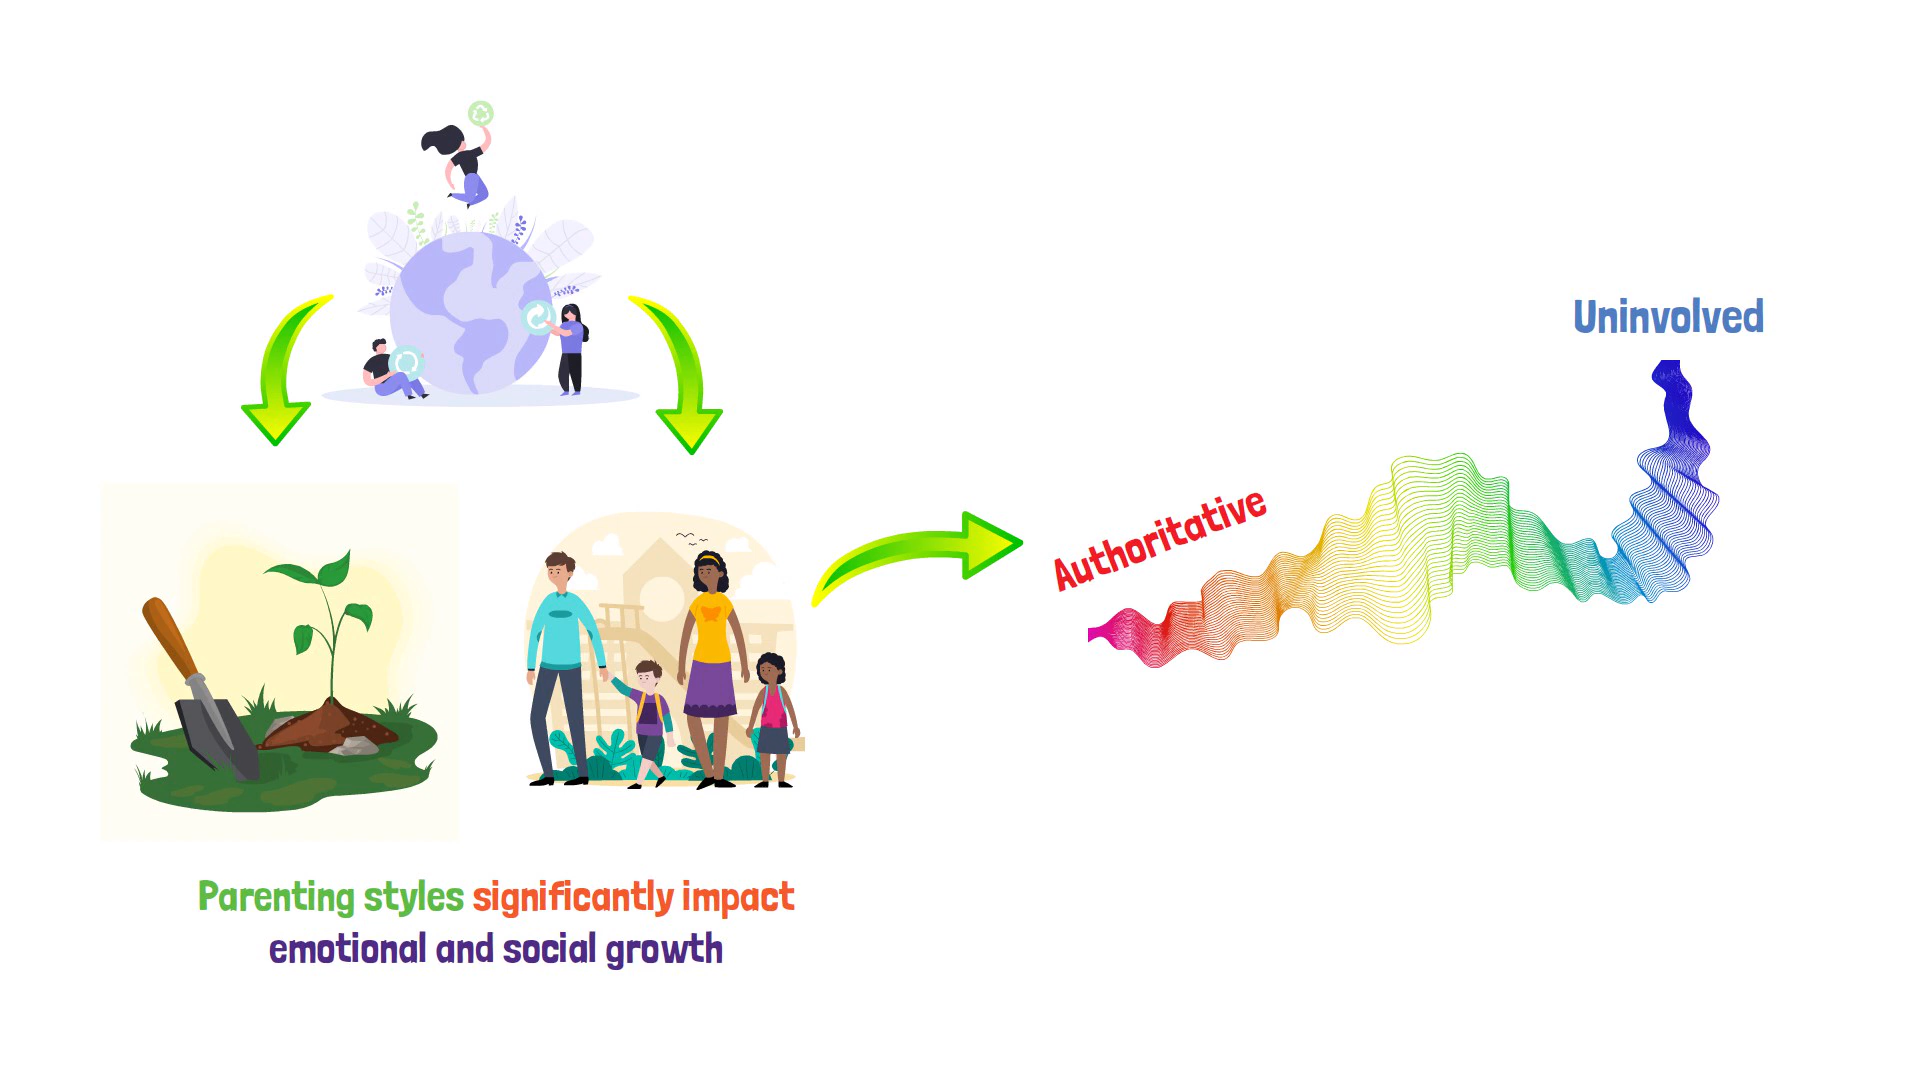 Uninvolved
Authoritative
Parenting styles significantly impact
emotional and social growth